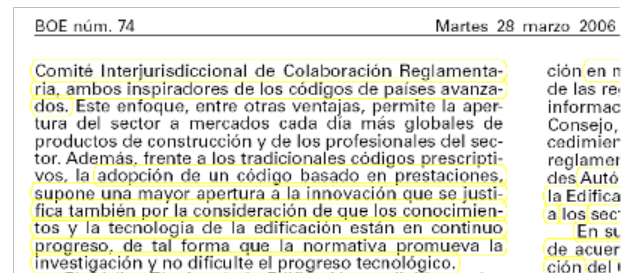 BOE núm. 74
Martes 28 marzo 2006
Comité Interjurisdiccional de Colaboración Reglamenta-
ria, ambos inspiradores de los códigos de países avanza-
dos. Este enfoque, entre otras ventajas, permite la aper-
tura del sector a mercados cada día más globales de
productos de construcción y de los profesionales del sec-
tor. Además, frente a los tradicionales códigos prescripti-
vos, la adopción de un código basado en prestaciones,
supone una mayor apertura a la innovación que se justi-
fica también por la consideración de que los conocimien-
tos y la tecnología de la edificación están en continuo
progreso, de tal forma que la normativa promueva la
investigación y no dificulte el progreso tecnológico.
ción en
de las
informac
Consejo,
cedimien
reglamen
des Autó
la Edifica
a los sect
En su
de acuer
ción del